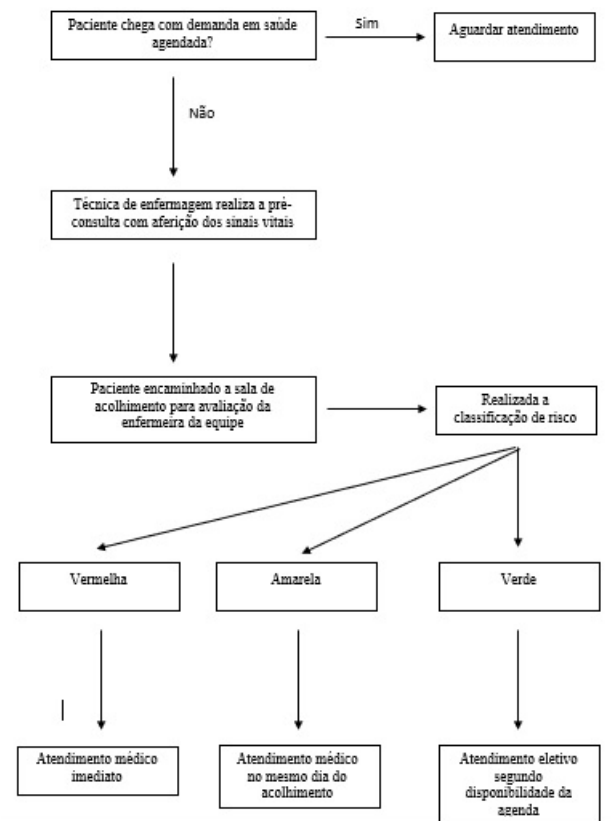 Paciente chega com demanda em saúde
agendada?
Sim
Aguardar atendimento
Não
Técnica de enfermagem realiza a pré-
consulta com aferição dos sinais vitais
Paciente encaminhado a sala de
acolhimento para avaliação da
enfermeira da equipe
Realizada a
classificação de risco
Vermelha
Amarela
Verde
Atendimento médico
imediato
Atendimento médico
no mesmo dia do
acolhimento
Atendimento eletivo
segundo
disponibilidade da
agenda